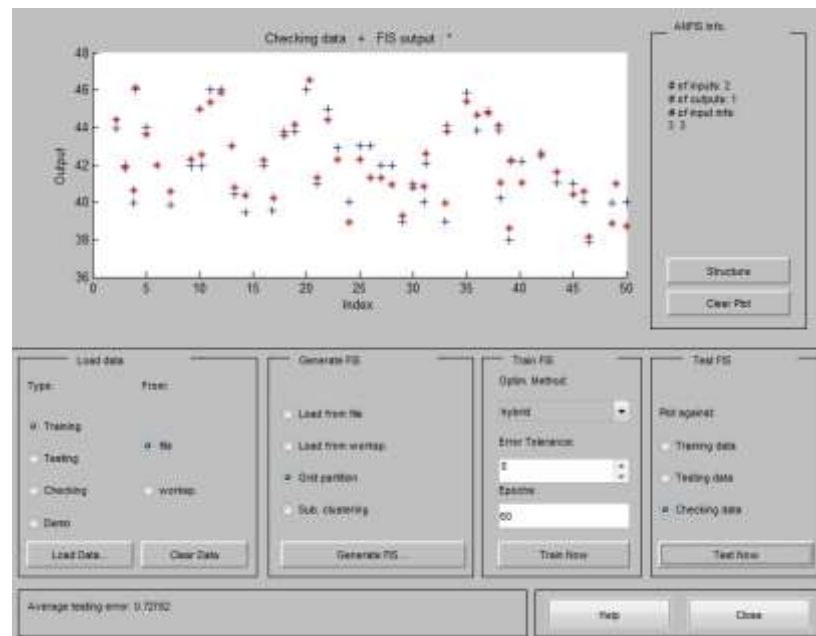 Checking data + FIS output *
48
46
44
42
40
38
36
Output
0 5 10 15 20 25 30 35 40 45 50
Index
ANFIS Info.
# of inputs: 2
# of outputs: 1
# of input mfs:
3 3
Structure
Clear Plot
Load data
Type:
From:
Training
Testing
Checking
Demo
file
worksp.
Load Data...
Clear Data
Generate FIS
Load from file
Load from worksp.
Grid partition
Sub. clustering
Generate FIS ...
Train FIS
Optim. Method:
hybrid
Error Tolerance:
0
Epochs:
60
Train Now
Test FIS
Plot against:
Training data
Testing data
Checking data
Test Now
Average testing error: 0.72192
Help
Close